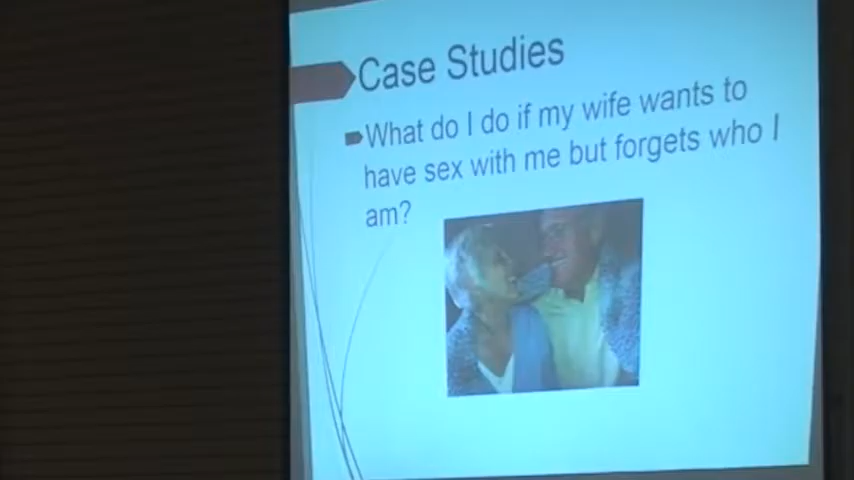 Case Studies
What do I do if my wife wants to
have sex with me but forgets who I
am?